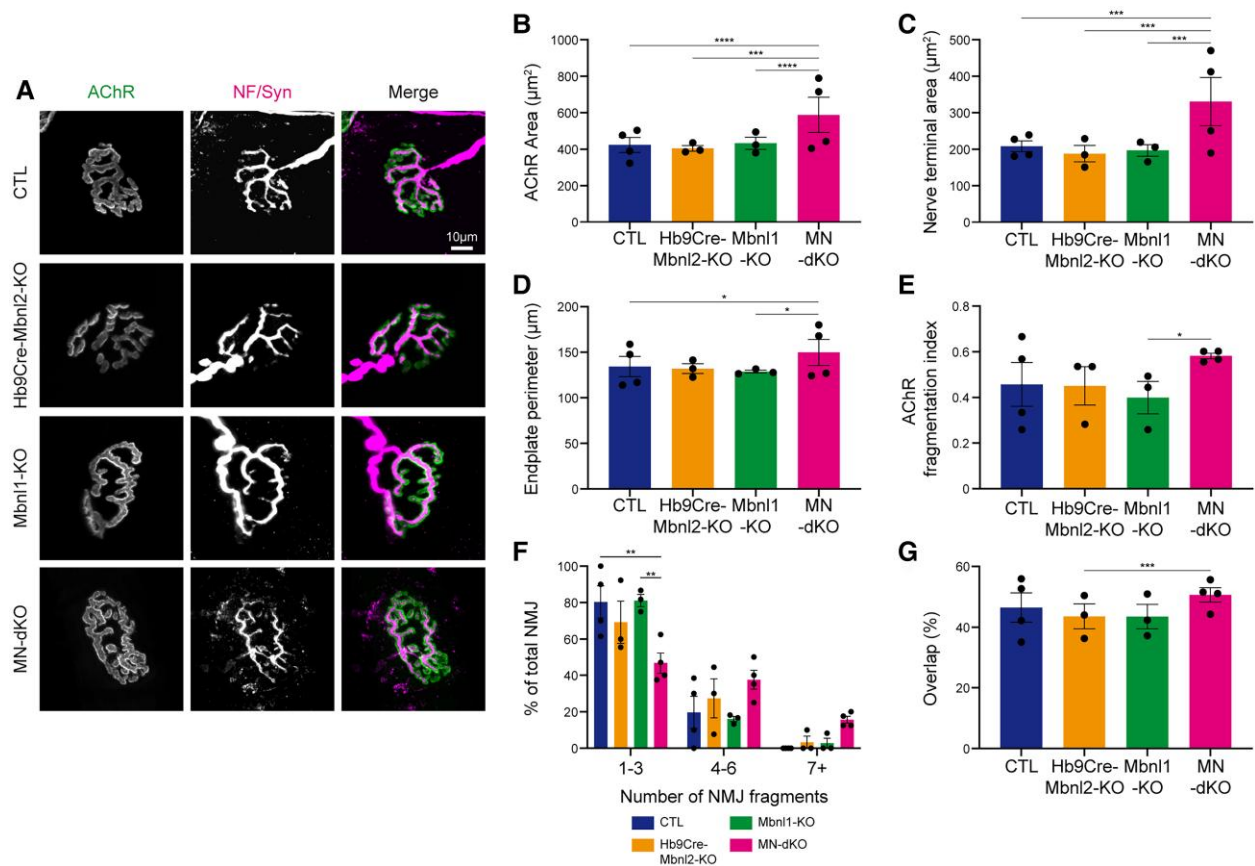 A
AChR
NF/Syn
Merge
CTL
10µm
Hb9Cre-Mbnl2-KO
Mbnl1-KO
MN-dKO
B
AChR Area (µm²)
1000
800
600
400
200
0
****
***
****
CTL
Hb9Cre-
Mbnl2-KO
Mbnl1
-KO
MN
-dKO
C
Nerve terminal area (µm²)
500
400
300
200
100
0
***
***
***
CTL
Hb9Cre-
Mbnl2-KO
Mbnl1
-KO
MN
-dKO
D
Endplate perimeter (µm)
200
150
100
50
0
*
*
CTL
Hb9Cre-
Mbnl2-KO
Mbnl1
-KO
MN
-dKO
E
AChR
fragmentation index
0.8
0.6
0.4
0.2
0
*
CTL
Hb9Cre-
Mbnl2-KO
Mbnl1
-KO
MN
-dKO
F
% of total NMJ
100
80
60
40
20
0
**
**
1-3
4-6
7+
Number of NMJ fragments
CTL
Mbnl1-KO
Hb9Cre-
Mbnl2-KO
MN-dKO
G
Overlap (%)
60
40
20
0
***
CTL
Hb9Cre-
Mbnl2-KO
Mbnl1
-KO
MN
-dKO